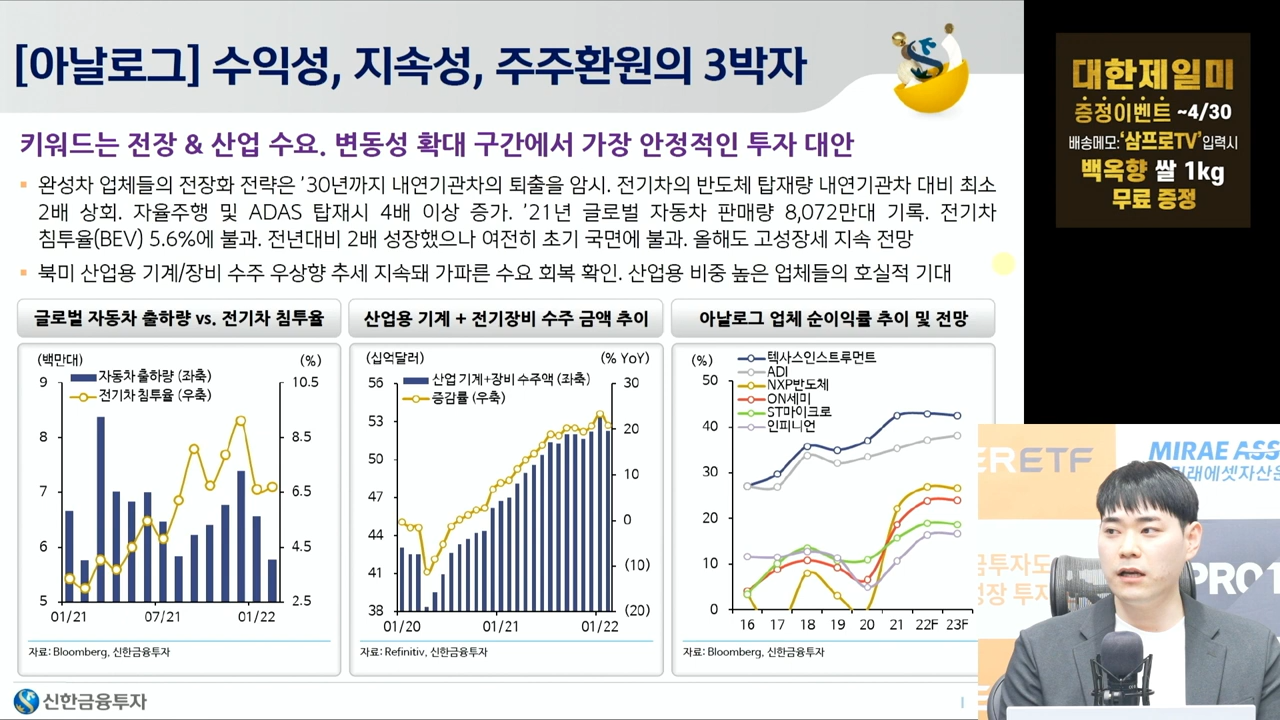 [아날로그] 수익성, 지속성, 주주환원의 3박자
키워드는 전장 & 산업 수요. 변동성 확대 구간에서 가장 안정적인 투자 대안
▪ 완성차 업체들의 전장화 전략은 ’30년까지 내연기관차의 퇴출을 암시. 전기차의 반도체 탑재량 내연기관차 대비 최소
2배 상회. 자율주행 및 ADAS 탑재시 4배 이상 증가. ’21년 글로벌 자동차 판매량 8,072만대 기록. 전기차
침투율(BEV) 5.6%에 불과. 전년대비 2배 성장했으나 여전히 초기 국면에 불과. 올해도 고성장세 지속 전망
▪ 북미 산업용 기계/장비 수주 우상향 추세 지속돼 가파른 수요 회복 확인. 산업용 비중 높은 업체들의 호실적 기대
글로벌 자동차 출하량 vs. 전기차 침투율
(백만대)
(%)
자동차 출하량 (좌축)
전기차 침투율 (우축)
9
8
7
6
5
10.5
8.5
6.5
4.5
2.5
01/21
07/21
01/22
자료: Bloomberg, 신한금융투자
산업용 기계 + 전기장비 수주 금액 추이
(십억달러)
(% YoY)
산업 기계+장비 수주액 (좌축)
증감률 (우축)
56
53
50
47
44
41
38
30
20
10
0
(10)
(20)
01/20
01/21
01/22
자료: Refinitiv, 신한금융투자
아날로그 업체 순이익률 추이 및 전망
(%)
텍사스인스트루먼트
ADI
NXP반도체
ON세미
ST마이크로
인피니언
50
40
30
20
10
0
16 17 18 19 20 21 22F 23F
자료: Bloomberg, 신한금융투자
신한금융투자
대한제일미
증정이벤트 ~4/30
배송메모:‘삼프로TV’입력시
백옥향 쌀 1kg
무료 증정
ERETF
MIRAE ASS
미래에셋자산운
금투자도
성장 투자
PRO